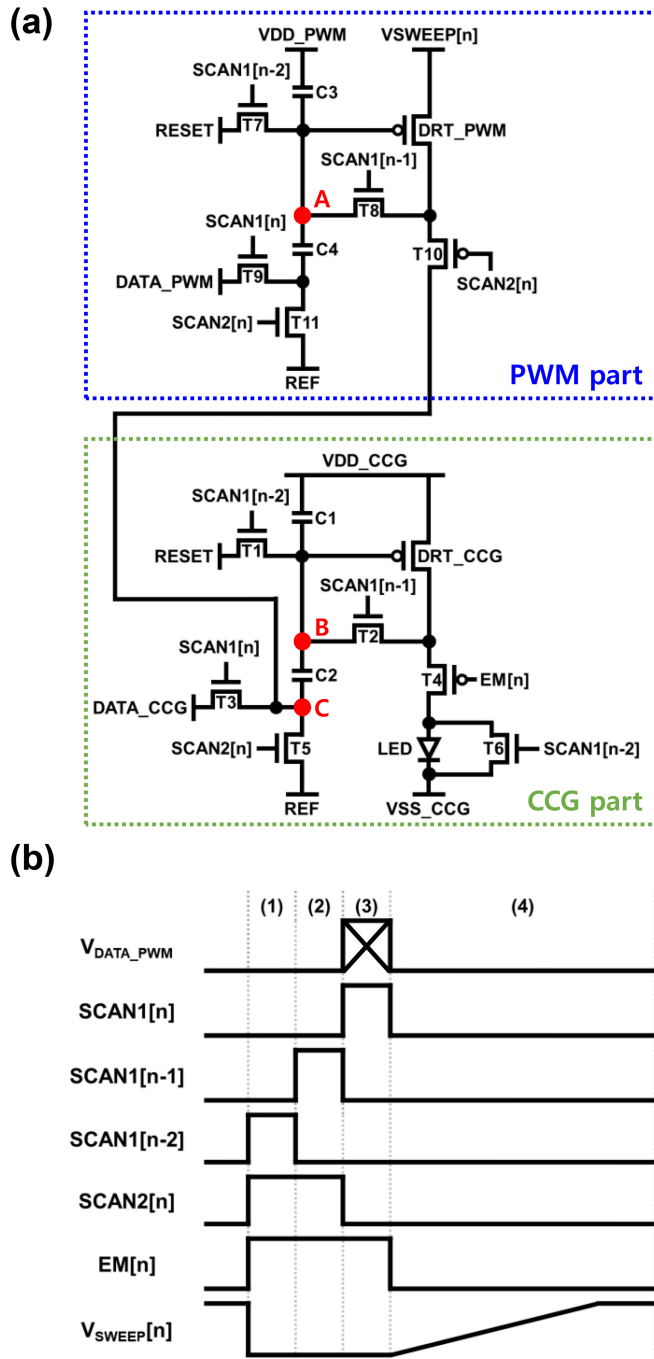 (a)
VDD_PWM
VSWEEP[n]
SCAN1[n-2]
C3
RESET
T7
DRT_PWM
SCAN1[n-1]
A
T8
SCAN1[n]
C4
T10
T9
DATA_PWM
SCAN2[n]
SCAN2[n]
T11
REF
PWM part
VDD_CCG
SCAN1[n-2]
C1
RESET
T1
DRT_CCG
SCAN1[n-1]
B
T2
SCAN1[n]
C2
T4
EM[n]
T3
C
DATA_CCG
SCAN2[n]
T5
LED
T6
SCAN1[n-2]
REF
VSS_CCG
CCG part
(b)
(1) (2) (3) (4)
VDATA_PWM
SCAN1[n]
SCAN1[n-1]
SCAN1[n-2]
SCAN2[n]
EM[n]
VSWEEP[n]